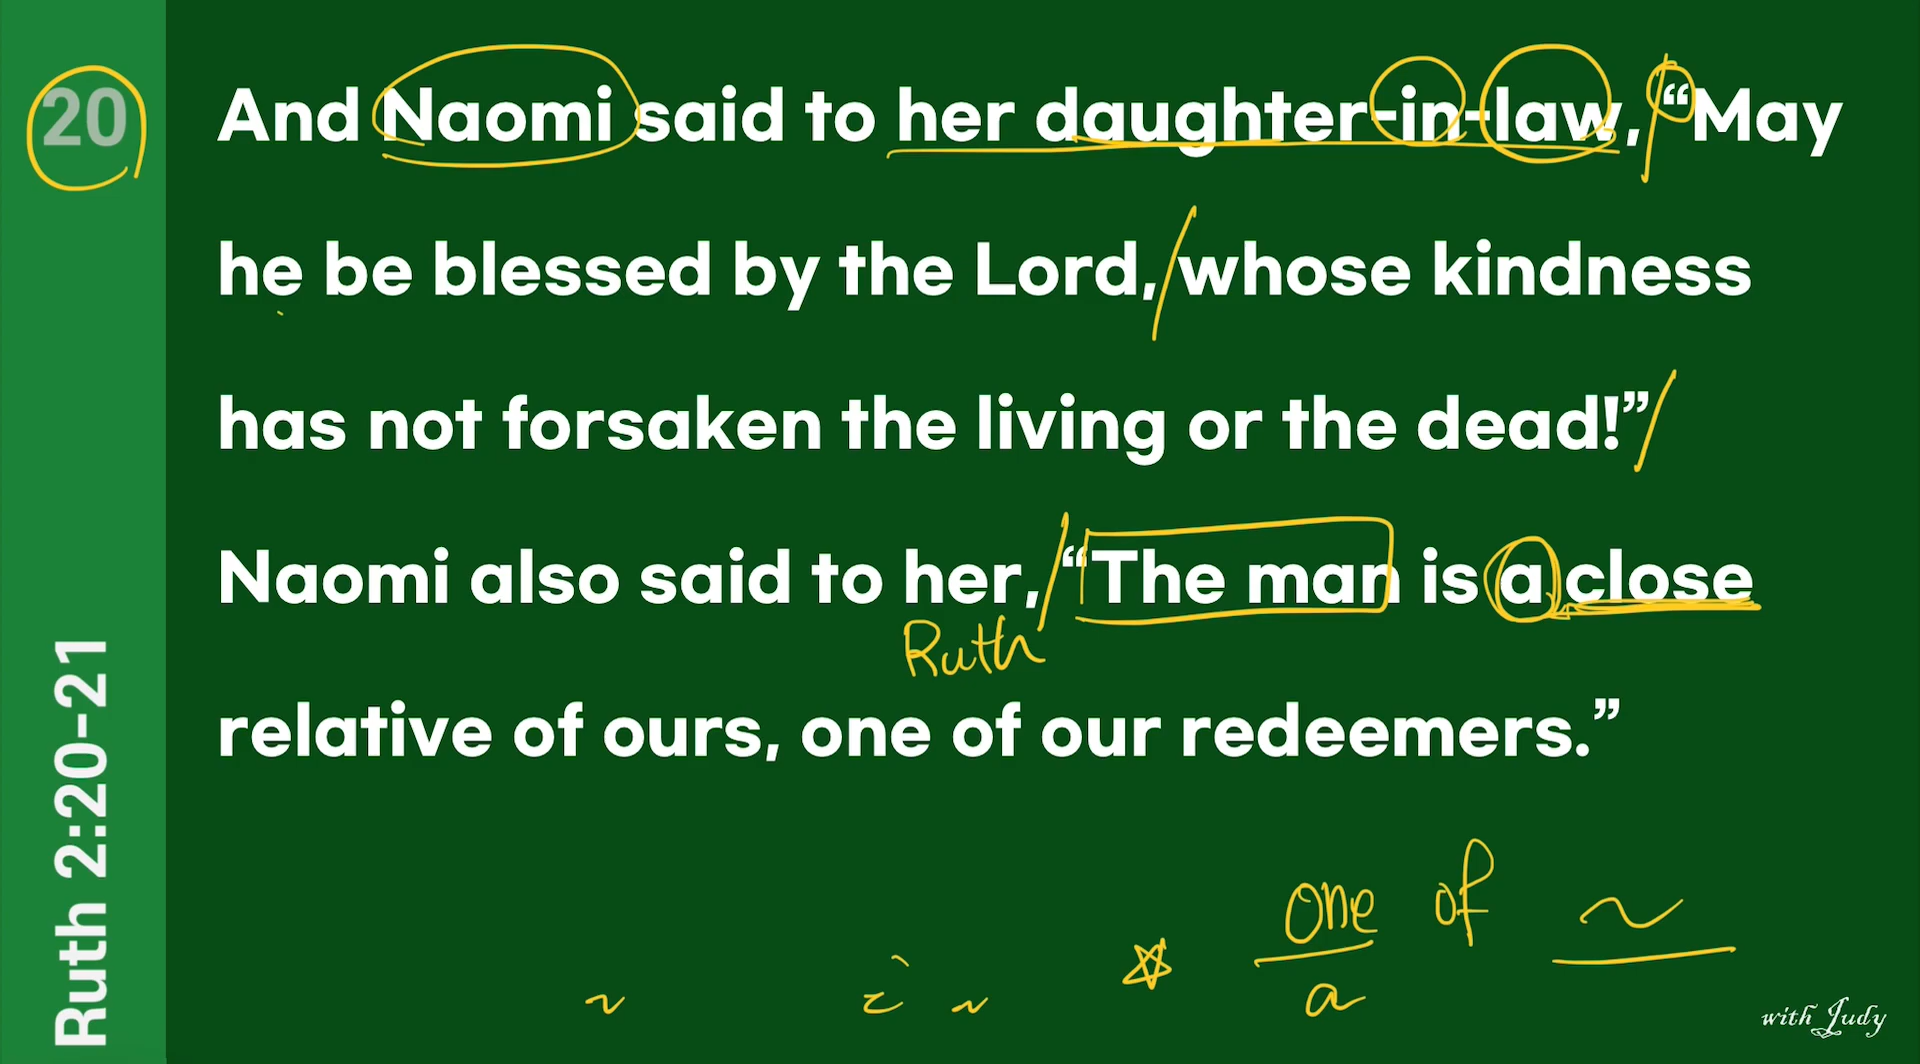 20
And Naomi said to her daughter-in-law, “May
he be blessed by the Lord, whose kindness
has not forsaken the living or the dead!”
Naomi also said to her, “The man is a close
Ruth
relative of ours, one of our redeemers.”
one of ~
a
Ruth 2:20-21
with Judy